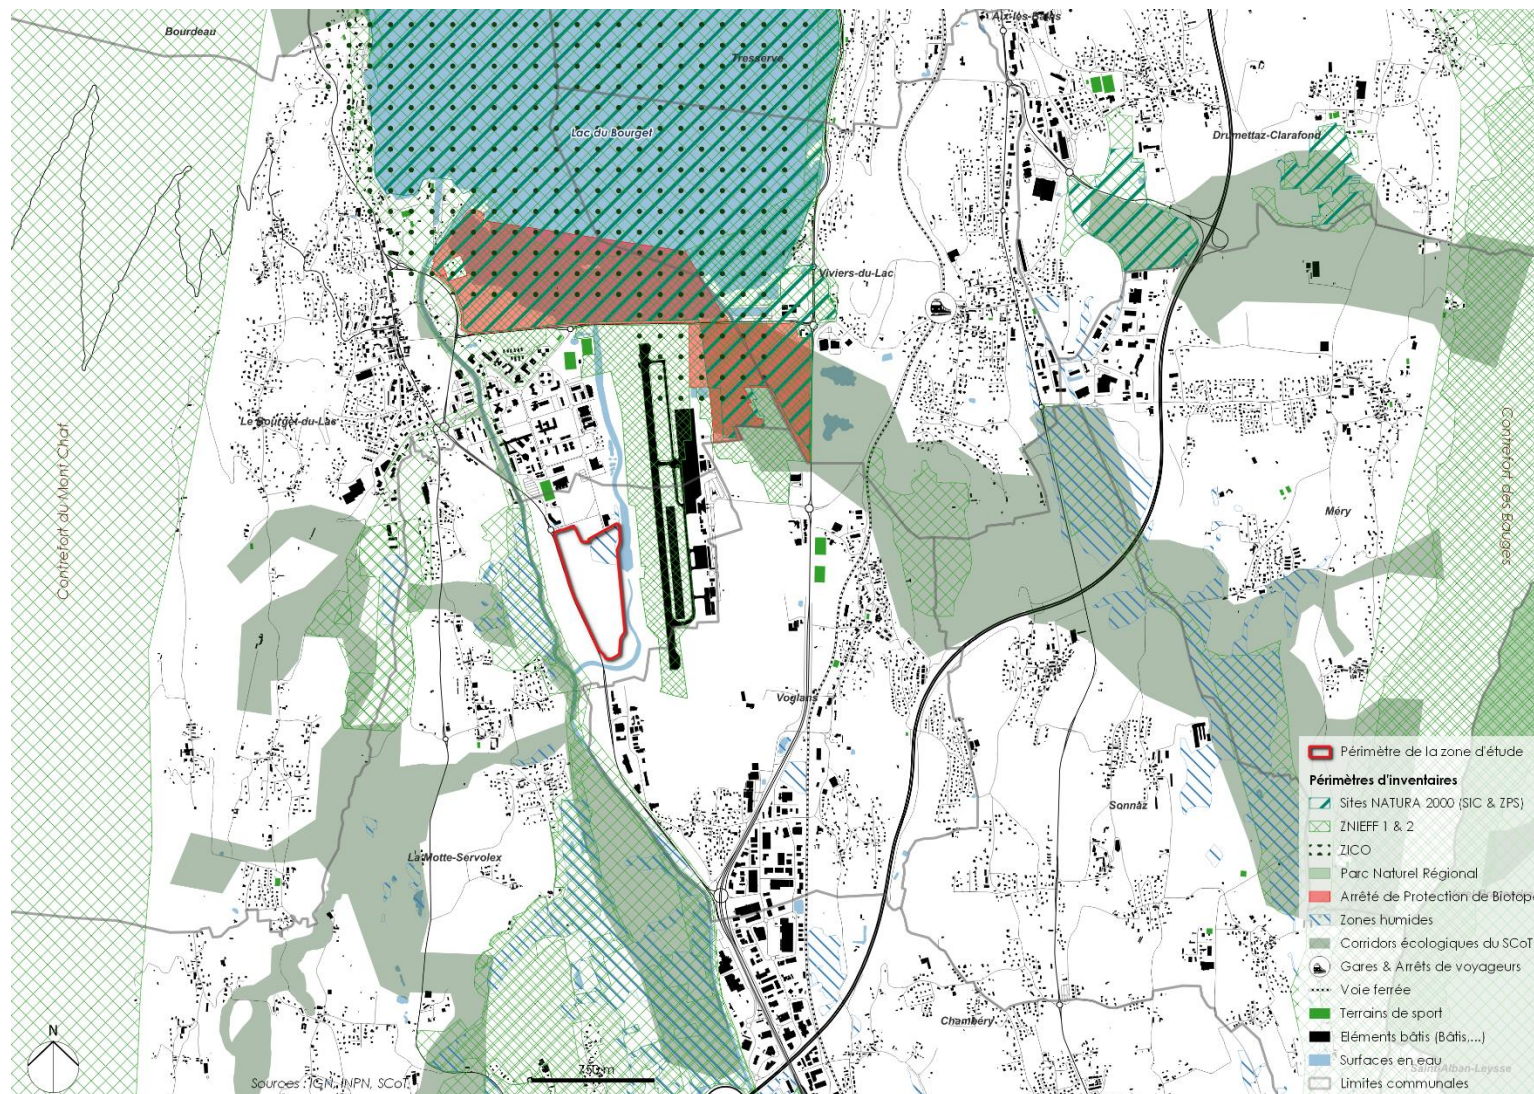 Bourdeau
Aix-les-Bains
Tresserve
Lac du Bourget
Drumettaz-Clarafond
Viviers-du-Lac
Le Bourget-du-Lac
Contrefort du Mont Chat
Contrefort des Bauges
Méry
Voglans
Sonnaz
La Motte-Servolex
Chambéry
Périmètre de la zone d'étude
Périmètres d'inventaires
Sites NATURA 2000 (SIC & ZPS)
ZNIEFF 1 & 2
ZICO
Parc Naturel Régional
Arrêté de Protection de Biotope
Zones humides
Corridors écologiques du SCoT
Gares & Arrêts de voyageurs
Voie ferrée
Terrains de sport
Eléments bâtis (Bâtis,...)
Surfaces en eau
Saint-Alban-Leysse
Limites communales
N
Sources : IGN, INPN, SCoT
750 m